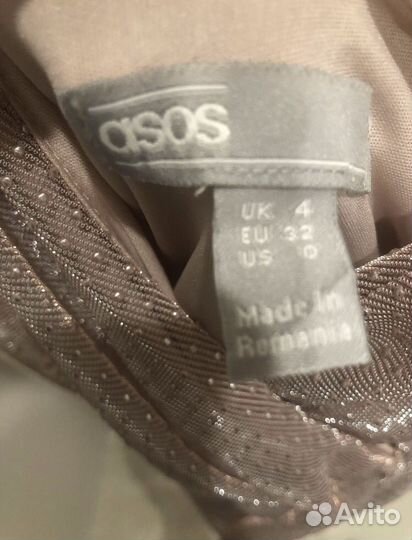 asos
UK 4
EU 32
US 0
Made in
Romania
Avito